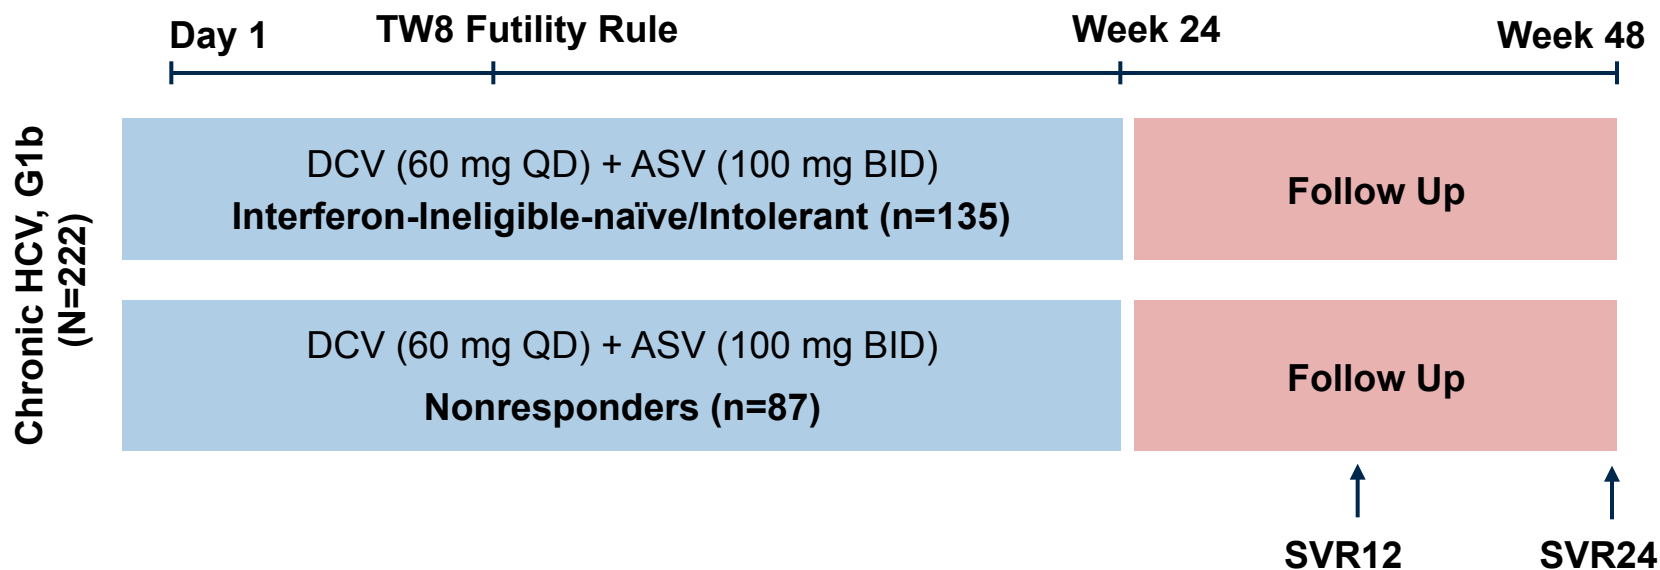 Day 1
TW8 Futility Rule
Week 24
Week 48
Chronic HCV, G1b
(N=222)
DCV (60 mg QD) + ASV (100 mg BID)
Interferon-Ineligible-naïve/Intolerant (n=135)
Follow Up
DCV (60 mg QD) + ASV (100 mg BID)
Nonresponders (n=87)
Follow Up
SVR12
SVR24